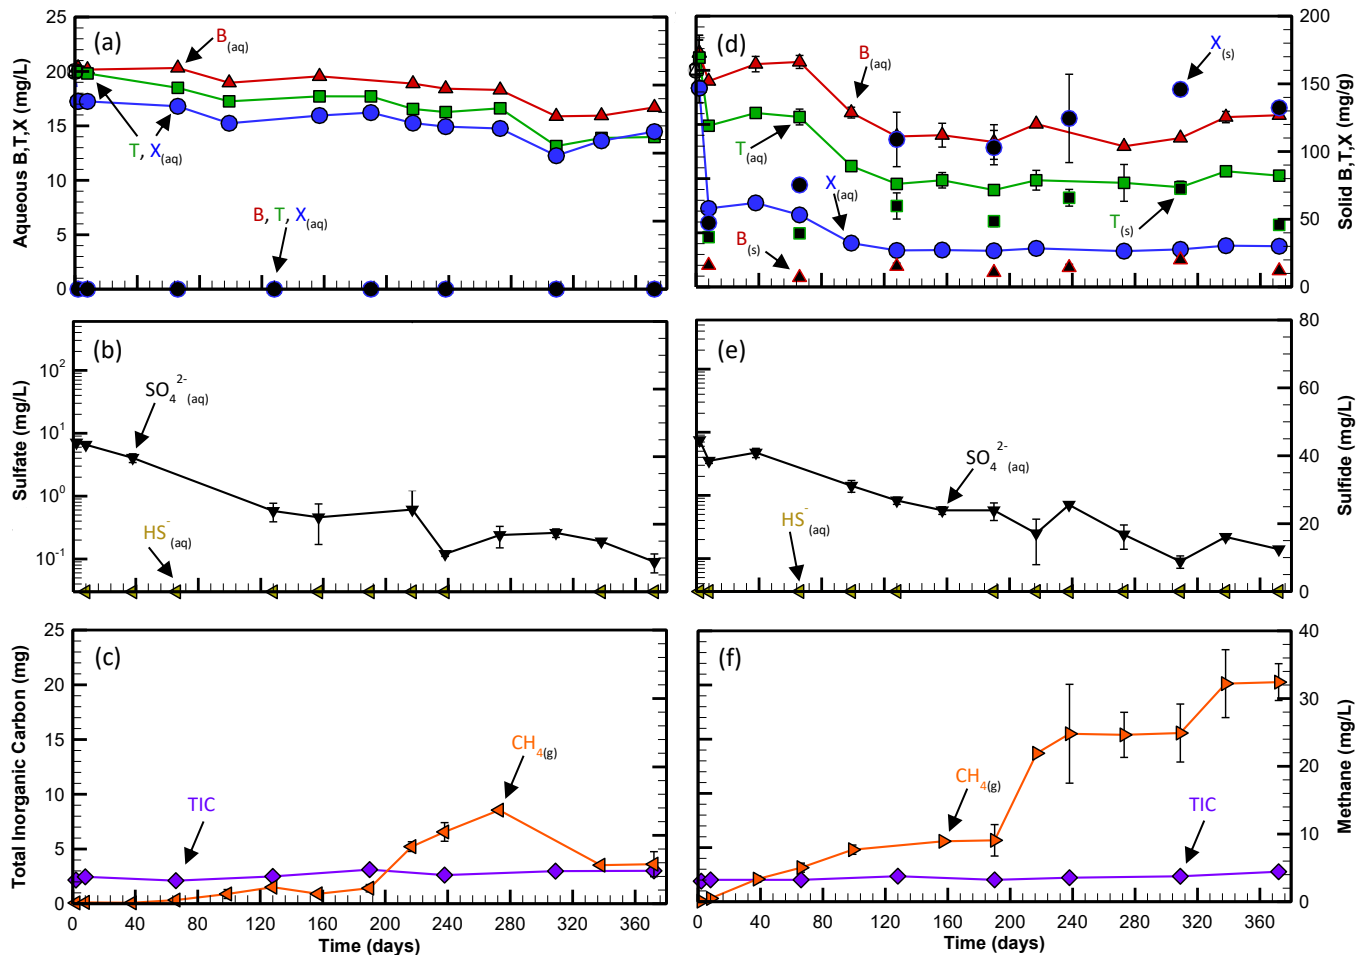 (a)
B(aq)
T, X(aq)
B, T, X(aq)
Aqueous B,T,X (mg/L)
25
20
15
10
5
0
(d)
B(aq)
X(s)
T(aq)
X(aq)
T(s)
B(s)
Solid B,T,X (mg/g)
200
150
100
50
0
(b)
SO4 2- (aq)
HS- (aq)
Sulfate (mg/L)
10^2
10^1
10^0
10^-1
(e)
SO4 2- (aq)
HS- (aq)
Sulfide (mg/L)
80
60
40
20
0
(c)
CH4(g)
TIC
Total Inorganic Carbon (mg)
25
20
15
10
5
0
0 40 80 120 160 200 240 280 320 360
Time (days)
(f)
CH4(g)
TIC
Methane (mg/L)
40
30
20
10
0
0 40 80 120 160 200 240 280 320 360
Time (days)